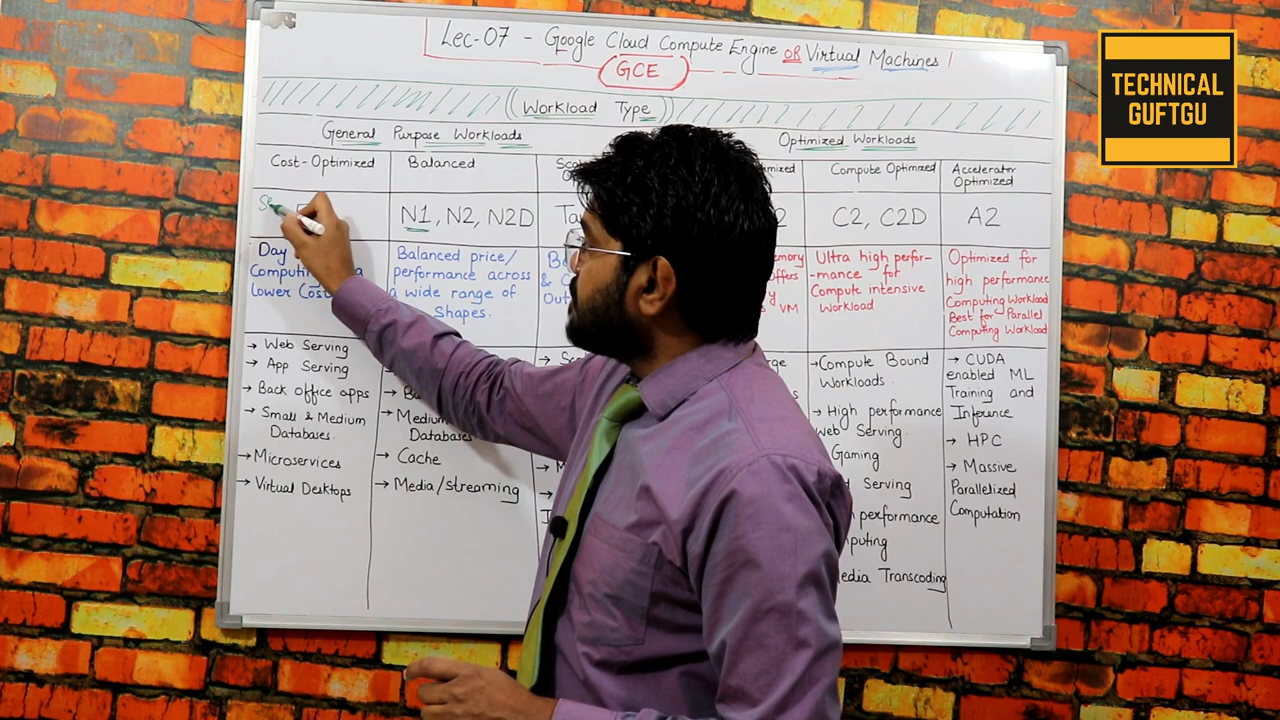 Lec-07 - Google Cloud Compute Engine OR Virtual Machines
GCE
TECHNICAL
GUFTGU
Workload Type
General Purpose Workloads
Optimized Workloads
Cost-Optimized
Balanced
Compute Optimized
Accelerator
Optimized
N1, N2, N2D
C2, C2D
A2
Day
Lower Cost
Balanced price/
performance across
a wide range of
Shapes.
VM
Ultra high perfor-
-mance for
Compute intensive
Workload
Optimized for
high performance
Computing Workload
Best for Parallel
Computing Workload
→ Web Serving
→ App Serving
→ Back office apps
→ Small & Medium
Databases.
→ Microservices
→ Virtual Desktops
→ Medium
Databases
→ Cache
→ Media/streaming
→ Compute Bound
Workloads.
→ High performance
Web Serving.
Gaming
Serving
performance
→ CUDA
enabled ML
Training and
Inference
→ HPC
→ Massive
Parallelized
Computation
Transcoding